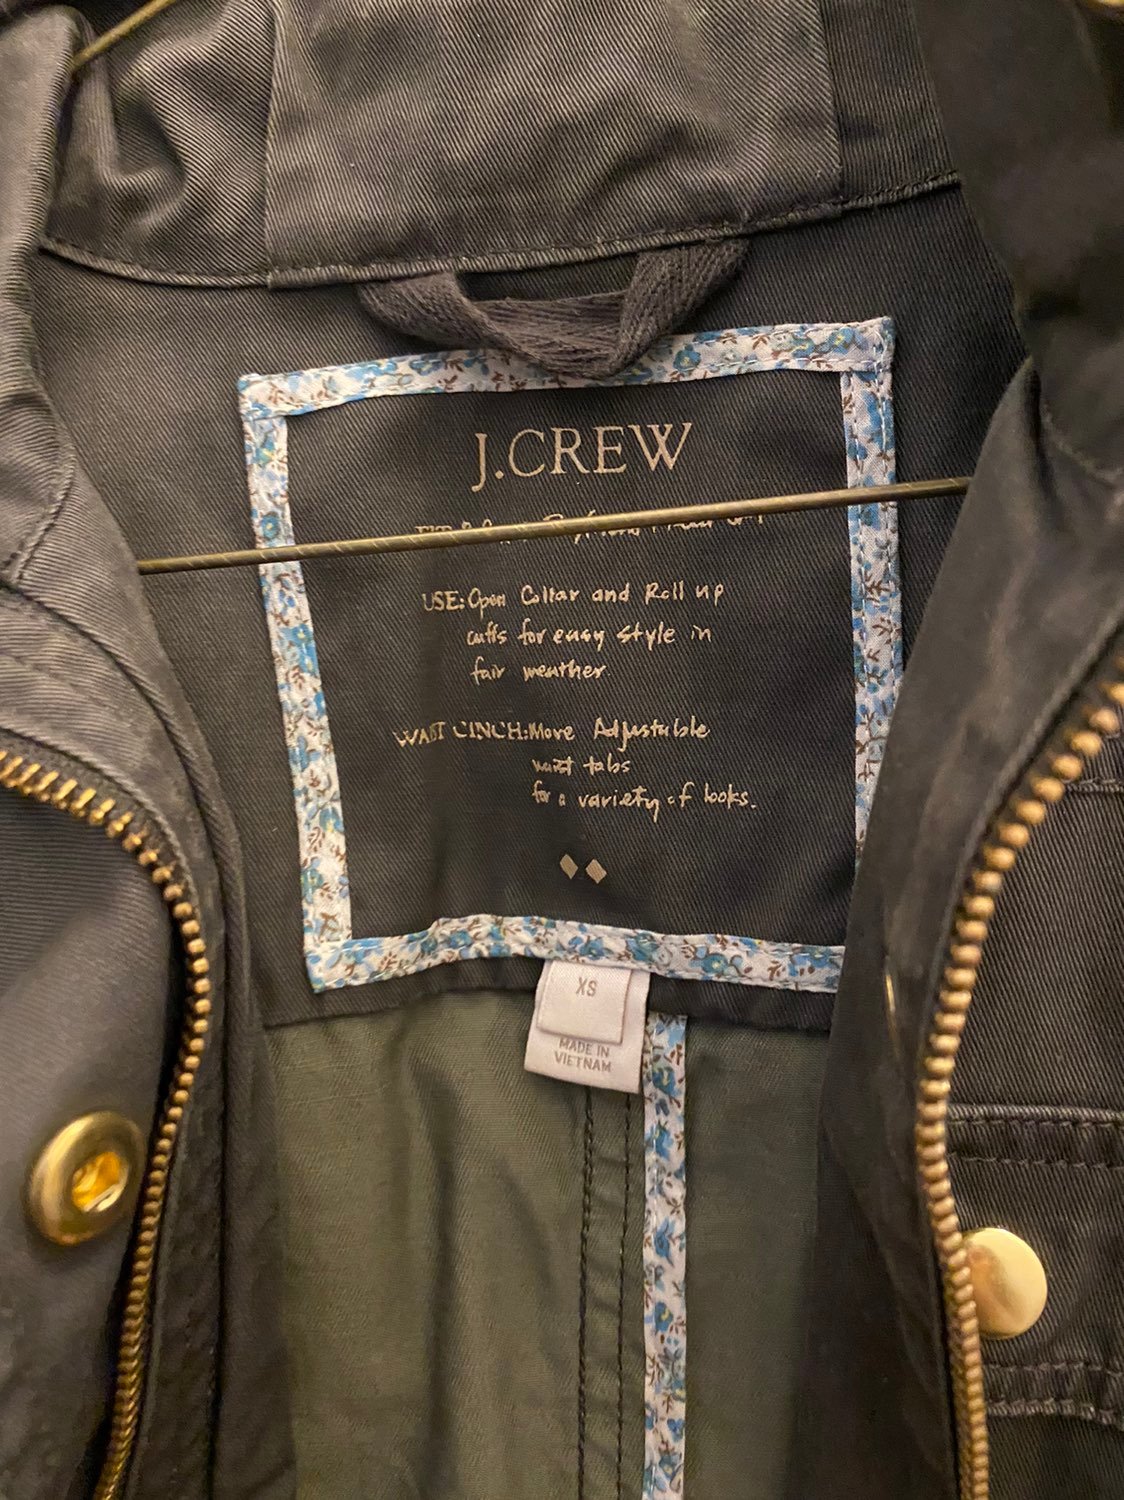 J.CREW
USE: Open Collar and Roll up
cuffs for easy style in
fair weather.
WAIST CINCH: More Adjustable
waist tabs
for a variety of looks.
XS
MADE IN
VIETNAM